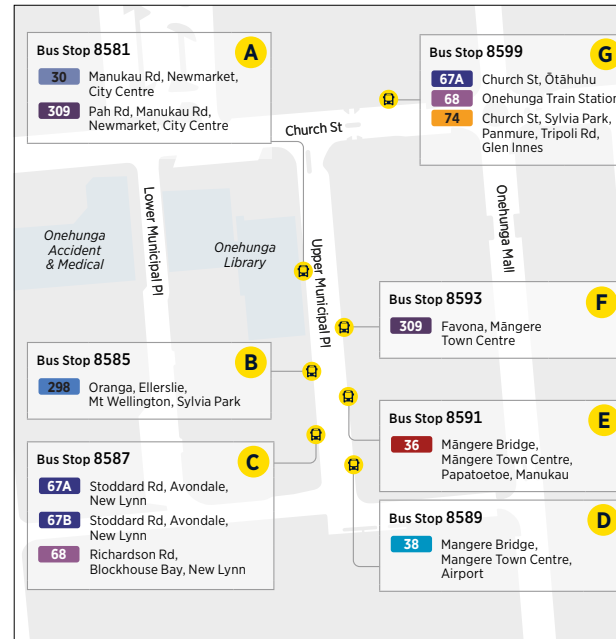 Bus Stop 8581
A
30 Manukau Rd, Newmarket,
City Centre
309 Pah Rd, Manukau Rd,
Newmarket, City Centre
Bus Stop 8599
G
67A Church St, Ōtāhuhu
68 Onehunga Train Station
74 Church St, Sylvia Park,
Panmure, Tripoli Rd,
Glen Innes
Church St
Lower Municipal Pl
Onehunga
Accident
& Medical
Onehunga
Library
Upper Municipal Pl
Onehunga Mall
Bus Stop 8593
F
309 Favona, Māngere
Town Centre
Bus Stop 8585
B
298 Oranga, Ellerslie,
Mt Wellington, Sylvia Park
Bus Stop 8591
E
36 Māngere Bridge,
Māngere Town Centre,
Papatoetoe, Manukau
Bus Stop 8587
C
67A Stoddard Rd, Avondale,
New Lynn
67B Stoddard Rd, Avondale,
New Lynn
68 Richardson Rd,
Blockhouse Bay, New Lynn
Bus Stop 8589
D
38 Mangere Bridge,
Mangere Town Centre,
Airport